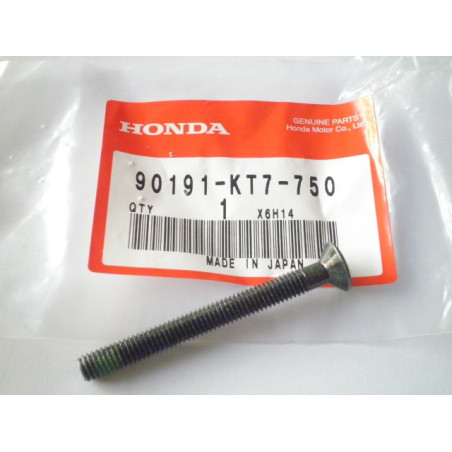 GENUINE PARTS
Honda Motor Co., Ltd.
HONDA
90191-KT7-750
QTY 1 X6H14
MADE IN JAPAN